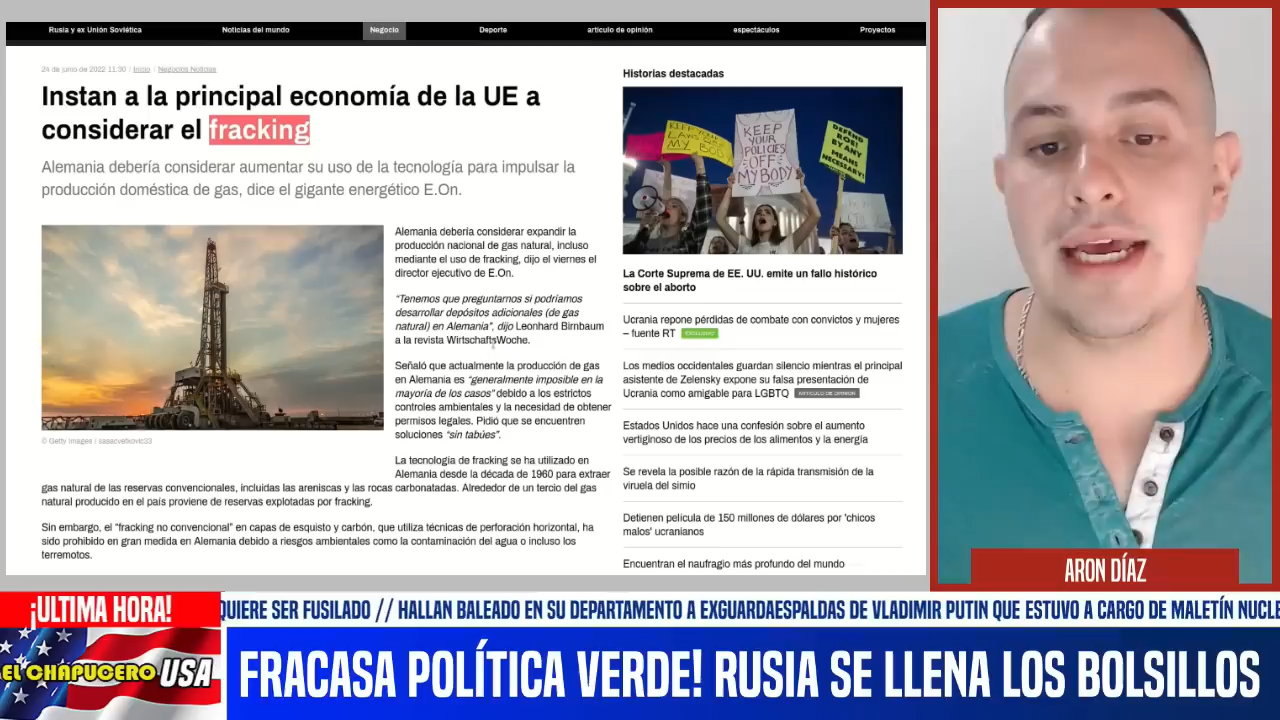 Rusia y ex Unión Soviética
Noticias del mundo
Negocio
Deporte
artículo de opinión
espectáculos
Proyectos
24 de junio de 2022 11:30 / Inicio / Negocios Noticias
Instan a la principal economía de la UE a
considerar el fracking
Alemania debería considerar aumentar su uso de la tecnología para impulsar la
producción doméstica de gas, dice el gigante energético E.On.
© Getty Images / sasacvetkovic33
Alemania debería considerar expandir la
producción nacional de gas natural, incluso
mediante el uso de fracking, dijo el viernes el
director ejecutivo de E.On.
“Tenemos que preguntarnos si podríamos
desarrollar depósitos adicionales (de gas
natural) en Alemania”, dijo Leonhard Birnbaum
a la revista WirtschaftsWoche.
Señaló que actualmente la producción de gas
en Alemania es “generalmente imposible en la
mayoría de los casos” debido a los estrictos
controles ambientales y la necesidad de obtener
permisos legales. Pidió que se encuentren
soluciones “sin tabúes”.
La tecnología de fracking se ha utilizado en
Alemania desde la década de 1960 para extraer
gas natural de las reservas convencionales, incluidas las areniscas y las rocas carbonatadas. Alrededor de un tercio del gas
natural producido en el país proviene de reservas explotadas por fracking.
Sin embargo, el “fracking no convencional” en capas de esquisto y carbón, que utiliza técnicas de perforación horizontal, ha
sido prohibido en gran medida en Alemania debido a riesgos ambientales como la contaminación del agua o incluso los
terremotos.
Historias destacadas
KEEP YOUR
LAWS OFF
MY BODY
KEEP
YOUR
POLICIES
OFF
MY BODY
DEFEND
ROE! BY
ANY
MEANS
NECESSARY!
La Corte Suprema de EE. UU. emite un fallo histórico
sobre el aborto
Ucrania repone pérdidas de combate con convictos y mujeres
– fuente RT EXCLUSIVO
Los medios occidentales guardan silencio mientras el principal
asistente de Zelensky expone su falsa presentación de
Ucrania como amigable para LGBTQ ARTÍCULO DE OPINIÓN
Estados Unidos hace una confesión sobre el aumento
vertiginoso de los precios de los alimentos y la energía
Se revela la posible razón de la rápida transmisión de la
viruela del simio
Detienen película de 150 millones de dólares por 'chicos
malos' ucranianos
Encuentran el naufragio más profundo del mundo
ARON DÍAZ
¡ULTIMA HORA!
QUIERE SER FUSILADO // HALLAN BALEADO EN SU DEPARTAMENTO A EXGUARDAESPALDAS DE VLADIMIR PUTIN QUE ESTUVO A CARGO DE MALETÍN NUCLE
EL CHAPUCERO USA
FRACASA POLÍTICA VERDE! RUSIA SE LLENA LOS BOLSILLOS